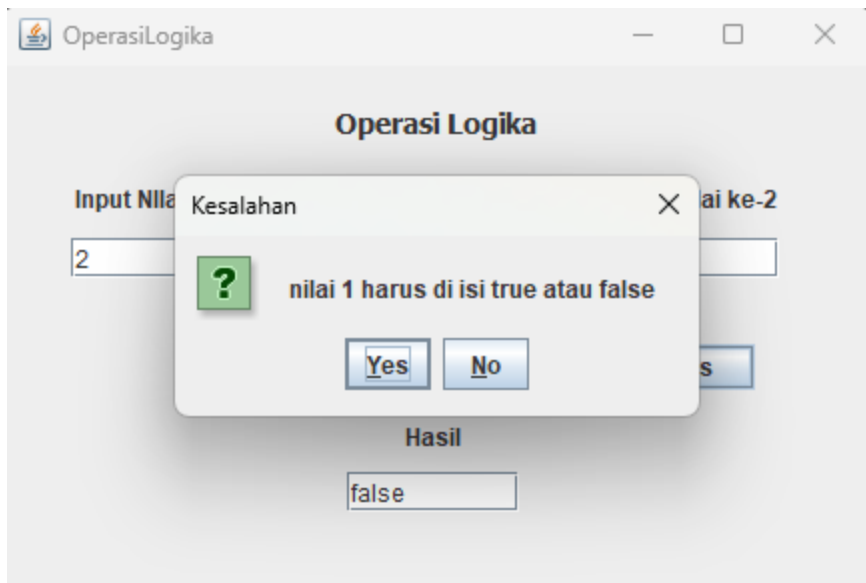 OperasiLogika
Operasi Logika
Input NIla
ai ke-2
Kesalahan
2
nilai 1 harus di isi true atau false
Yes
No
s
Hasil
false